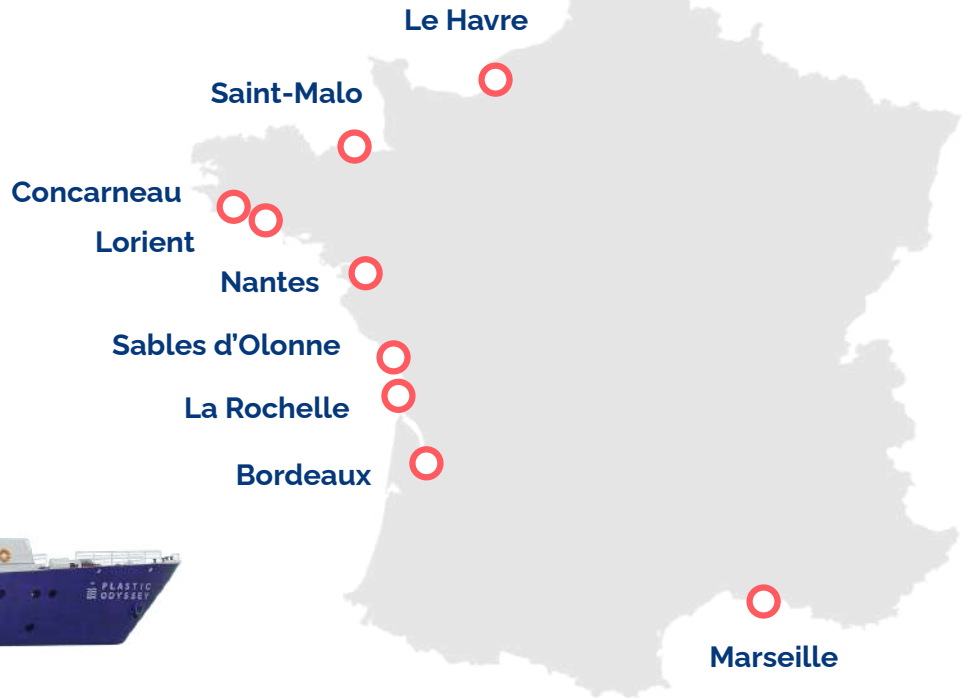 Le Havre
Saint-Malo
Concarneau
Lorient
Nantes
Sables d’Olonne
La Rochelle
Bordeaux
PLASTIC
ODYSSEY
Marseille